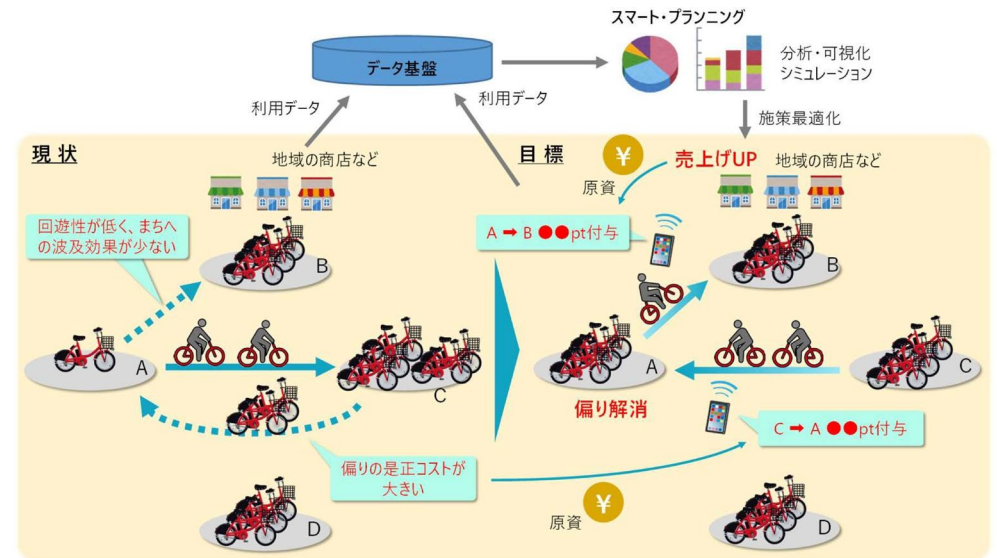 スマート・プランニング
データ基盤
分析・可視化
シミュレーション
利用データ
利用データ
施策最適化
現 状
地域の商店など
回遊性が低く、まちへ
の波及効果が少ない
B
A
C
偏りの是正コストが
大きい
D
目 標
¥
売上げUP
地域の商店など
原資
A ➡ B ●●pt付与
B
A
C
偏り解消
C ➡ A ●●pt付与
原資
¥
D